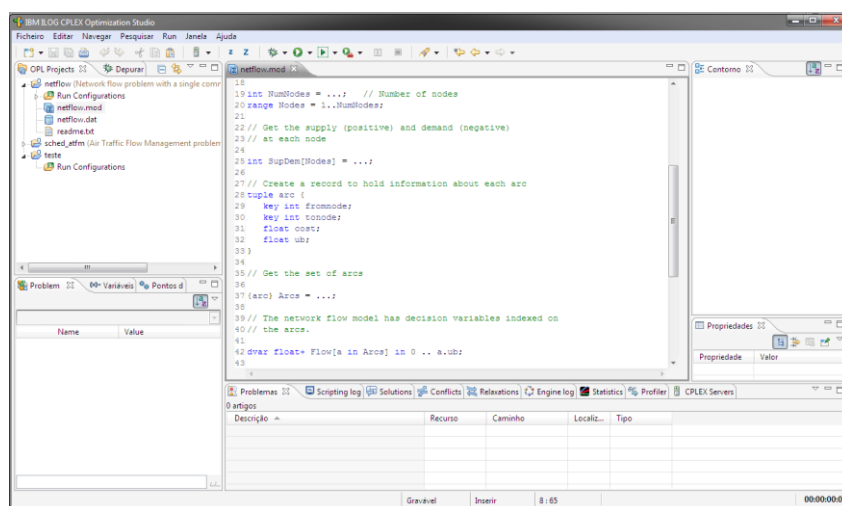 IBM ILOG CPLEX Optimization Studio
Ficheiro Editar Navegar Pesquisar Run Janela Ajuda
OPL Projects Depurar
netflow (Network flow problem with a single comr
Run Configurations
netflow.mod
netflow.dat
readme.txt
sched_atfm (Air Traffic Flow Management problem
teste
Run Configurations
netflow.mod
18
19 int NumNodes = ...; // Number of nodes
20 range Nodes = 1..NumNodes;
21
22 // Get the supply (positive) and demand (negative)
23 // at each node
24
25 int SupDem[Nodes] = ...;
26
27 // Create a record to hold information about each arc
28 tuple arc {
29 key int fromnode;
30 key int tonode;
31 float cost;
32 float ub;
33 }
34
35 // Get the set of arcs
36
37 {arc} Arcs = ...;
38
39 // The network flow model has decision variables indexed on
40 // the arcs.
41
42 dvar float+ Flow[a in Arcs] in 0 .. a.ub;
43
Contorno
Problem Variáveis Pontos d
Name Value
Propriedades
Propriedade Valor
Problemas Scripting log Solutions Conflicts Relaxations Engine log Statistics Profiler CPLEX Servers
0 artigos
Descrição Recurso Caminho Localiz... Tipo
Gravável Inserir 8 : 65 00:00:00:0